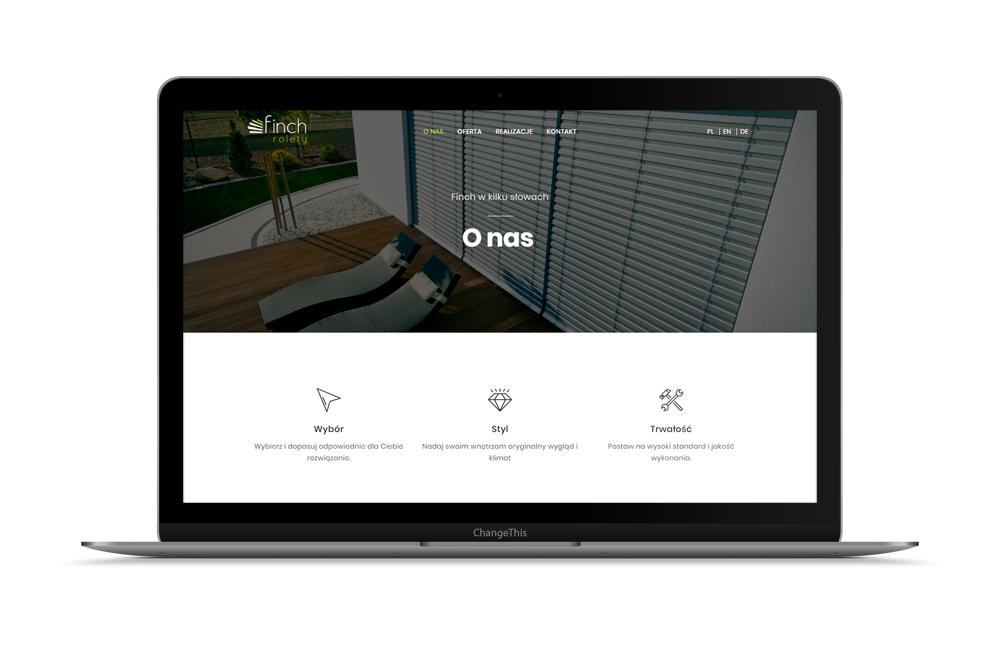 finch
rolety
O NAS OFERTA REALIZACJE KONTAKT PL | EN | DE
Finch w kilku słowach
O nas
Wybór Styl Trwałość
Wybierz i dopasuj odpowiednie dla Ciebie Nadaj swoim wnętrzom oryginalny wygląd i Postaw na wysoki standard i jakość
rozwiązanie. klimat wykonania.
ChangeThis